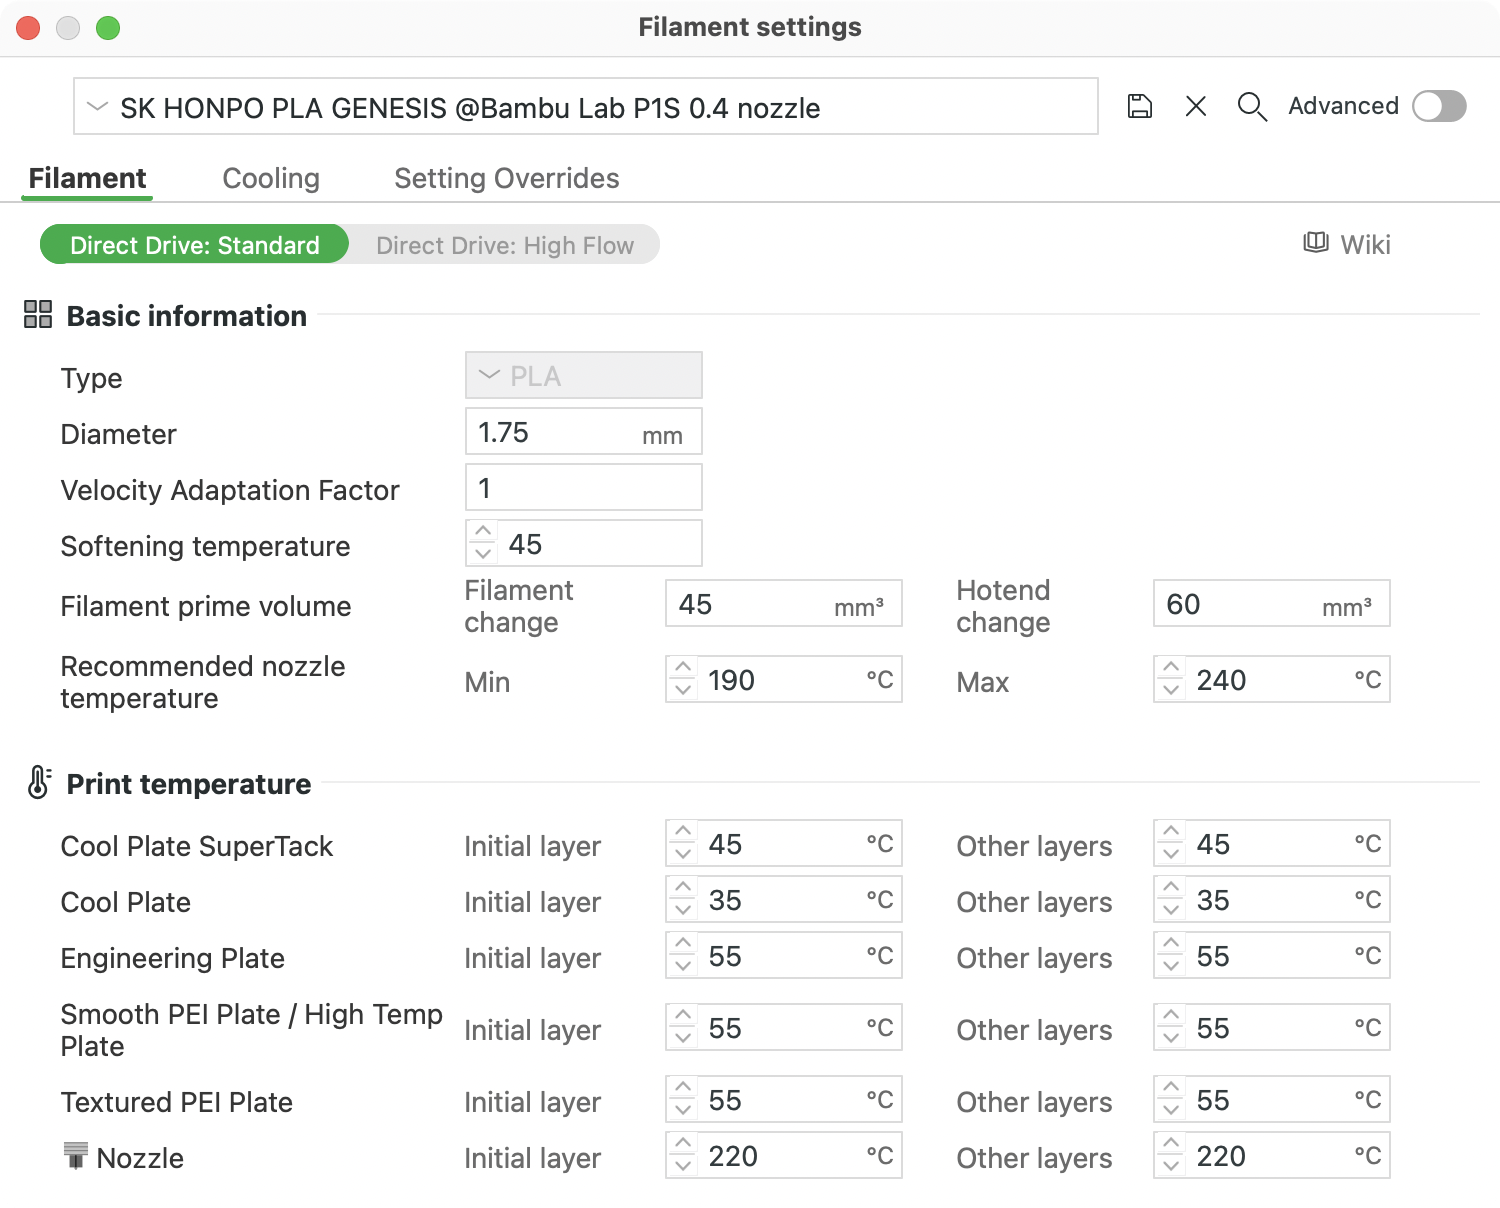 Filament settings
SK HONPO PLA GENESIS @Bambu Lab P1S 0.4 nozzle
Advanced
Filament Cooling Setting Overrides
Direct Drive: Standard Direct Drive: High Flow Wiki
Basic information
Type PLA
Diameter 1.75 mm
Velocity Adaptation Factor 1
Softening temperature 45
Filament prime volume Filament change 45 mm³ Hotend change 60 mm³
Recommended nozzle temperature Min 190 °C Max 240 °C
Print temperature
Cool Plate SuperTack Initial layer 45 °C Other layers 45 °C
Cool Plate Initial layer 35 °C Other layers 35 °C
Engineering Plate Initial layer 55 °C Other layers 55 °C
Smooth PEI Plate / High Temp Plate Initial layer 55 °C Other layers 55 °C
Textured PEI Plate Initial layer 55 °C Other layers 55 °C
Nozzle Initial layer 220 °C Other layers 220 °C